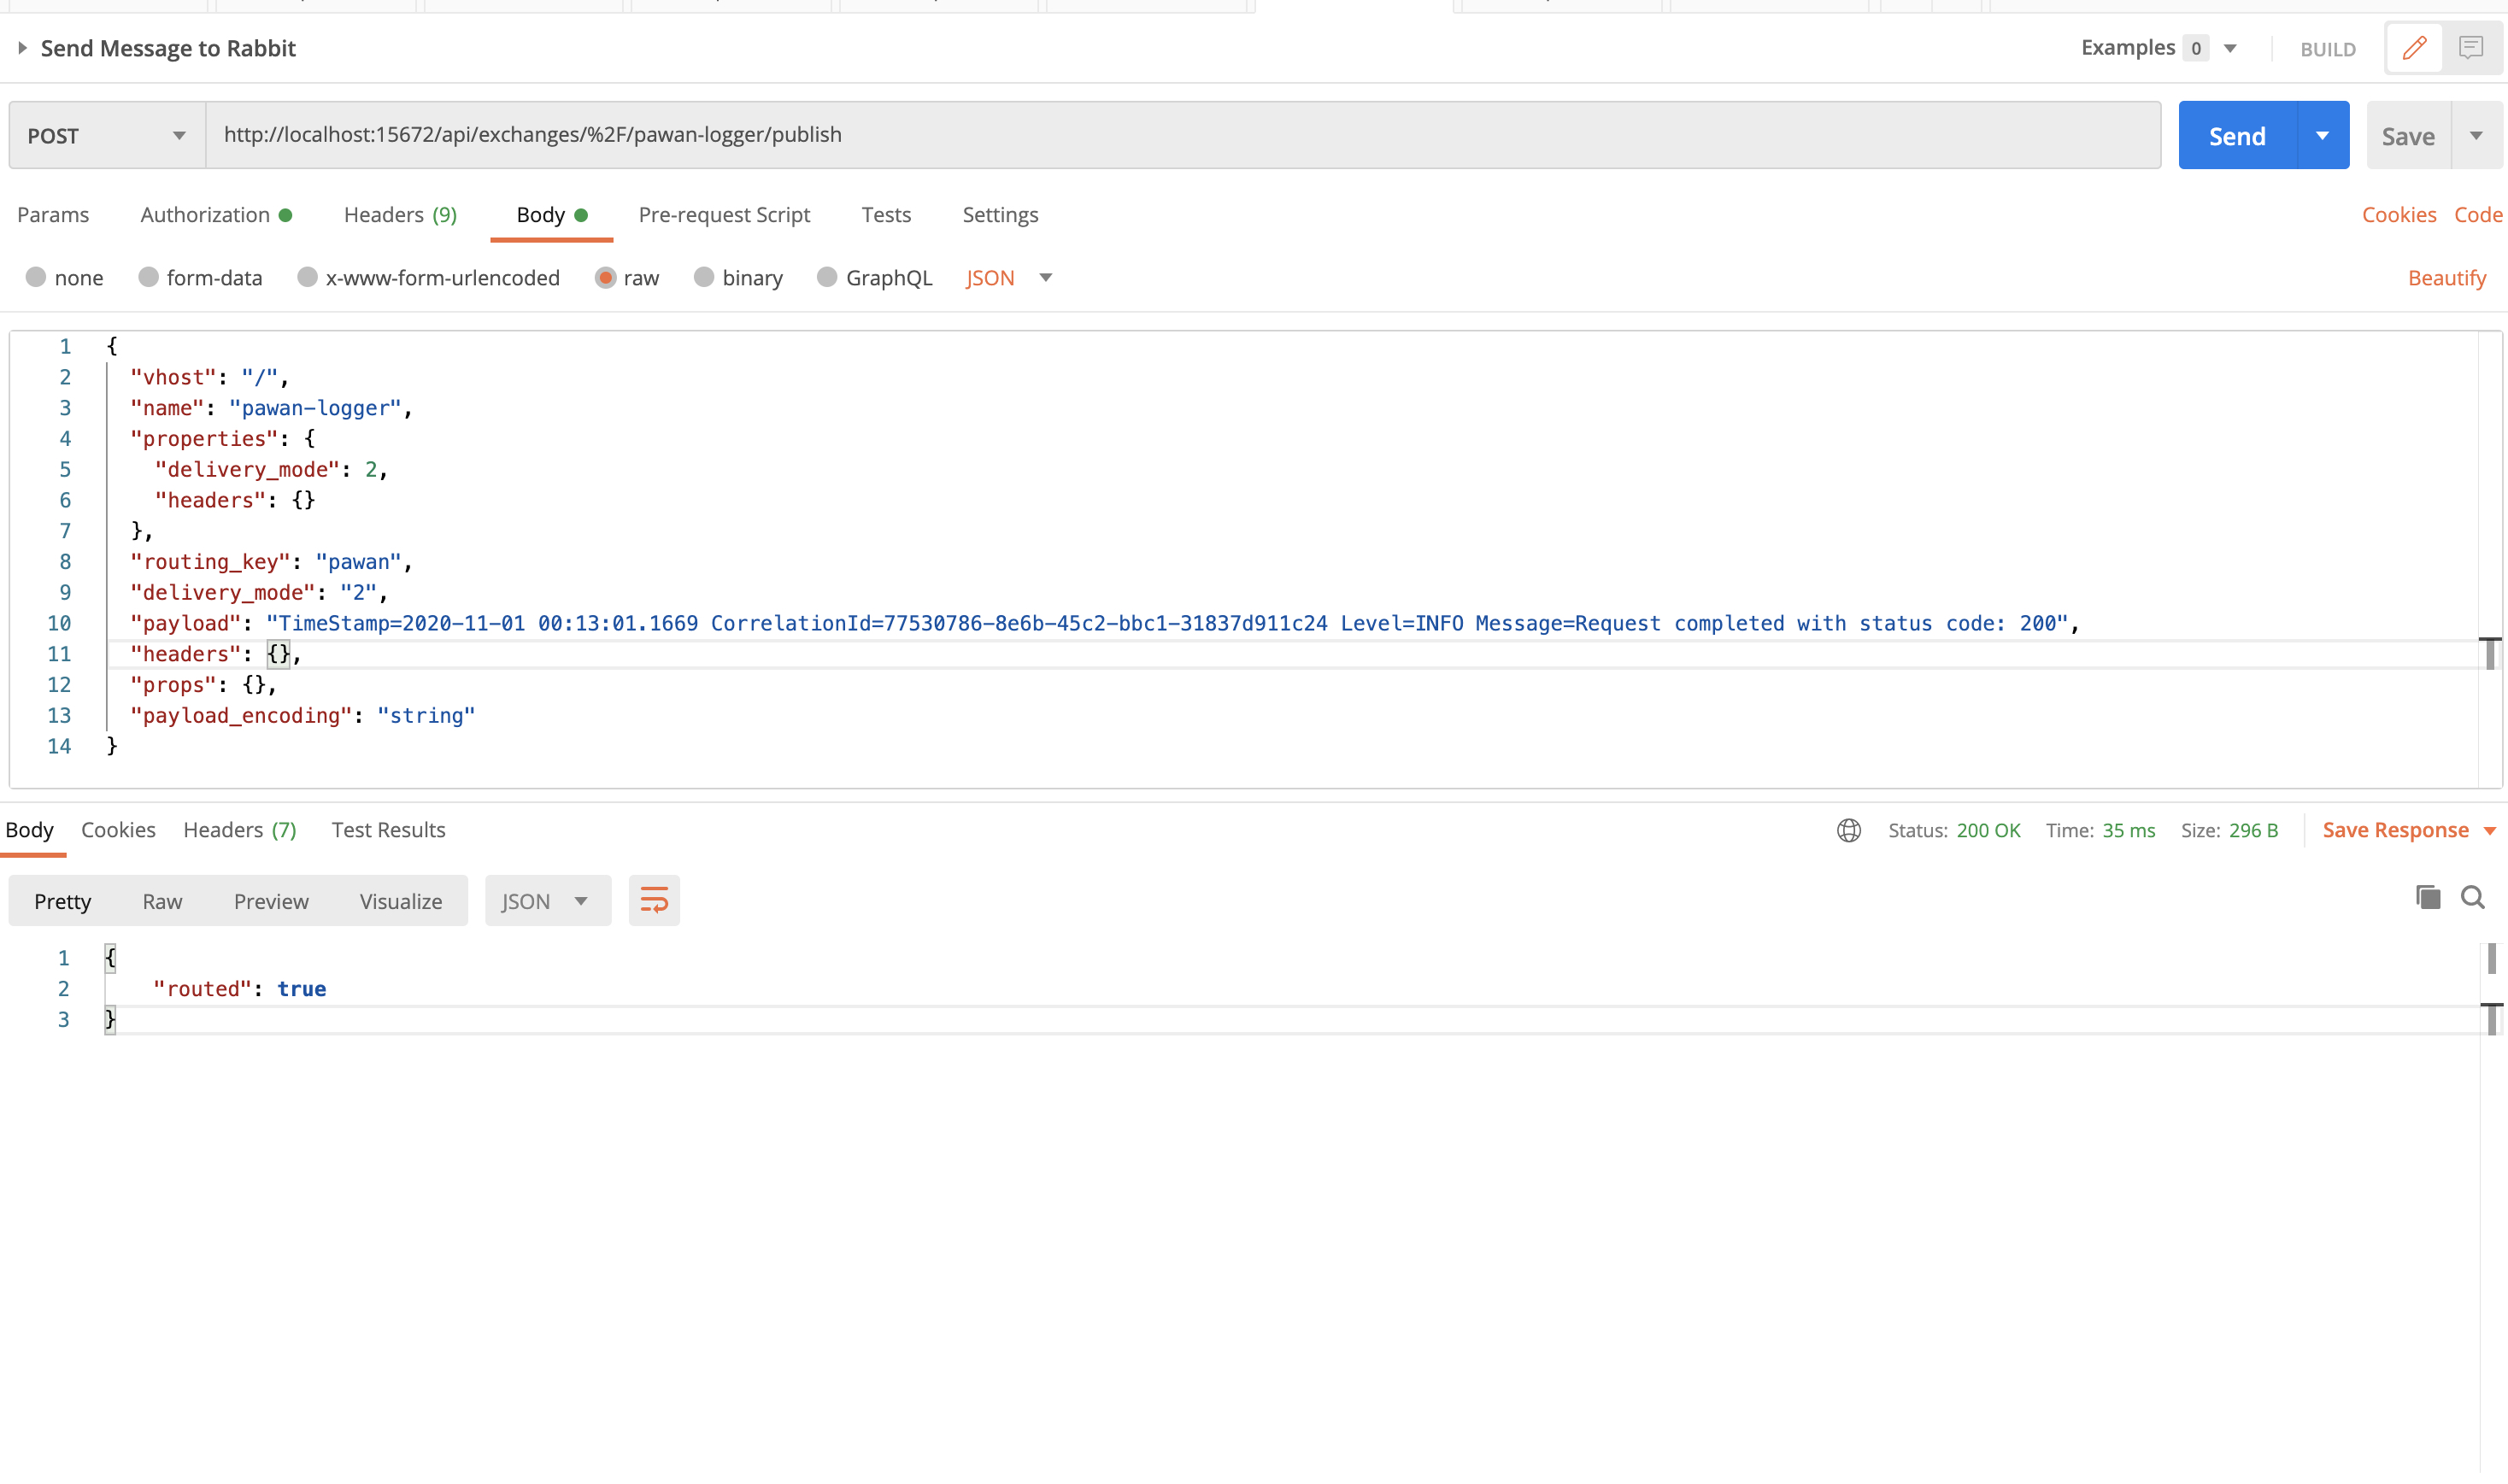 Send Message to Rabbit Examples 0 BUILD
POST http://localhost:15672/api/exchanges/%2F/pawan-logger/publish Send Save
Params Authorization Headers (9) Body Pre-request Script Tests Settings Cookies Code
none form-data x-www-form-urlencoded raw binary GraphQL JSON Beautify
1 {
2 "vhost": "/",
3 "name": "pawan-logger",
4 "properties": {
5 "delivery_mode": 2,
6 "headers": {}
7 },
8 "routing_key": "pawan",
9 "delivery_mode": "2",
10 "payload": "TimeStamp=2020-11-01 00:13:01.1669 CorrelationId=77530786-8e6b-45c2-bbc1-31837d911c24 Level=INFO Message=Request completed with status code: 200",
11 "headers": {},
12 "props": {},
13 "payload_encoding": "string"
14 }
Body Cookies Headers (7) Test Results Status: 200 OK Time: 35 ms Size: 296 B Save Response
Pretty Raw Preview Visualize JSON
1 {
2 "routed": true
3 }